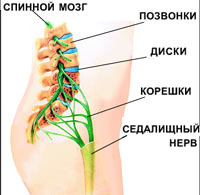 СПИННОЙ МОЗГ
ПОЗВОНКИ
ДИСКИ
КОРЕШКИ
СЕДАЛИЩНЫЙ
НЕРВ